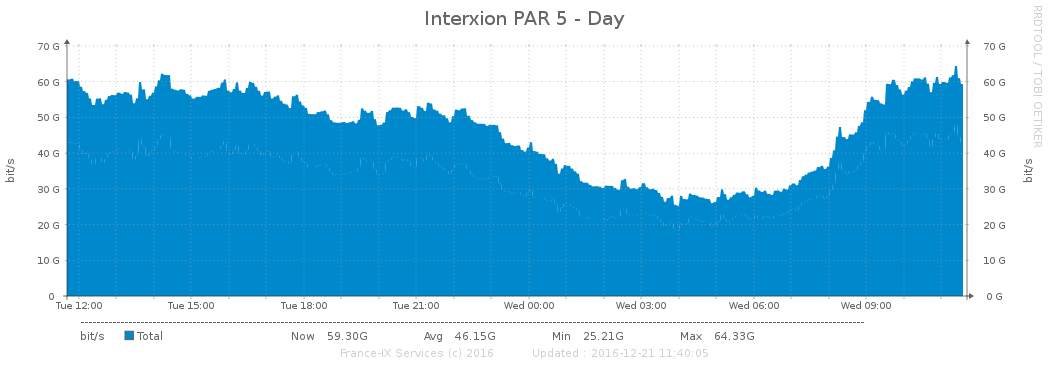 Interxion PAR 5 - Day
RRDTOOL / TOBI OETIKER
bit/s
bit/s
70 G
70 G
60 G
60 G
50 G
50 G
40 G
40 G
30 G
30 G
20 G
20 G
10 G
10 G
0
0 G
Tue 12:00 Tue 15:00 Tue 18:00 Tue 21:00 Wed 00:00 Wed 03:00 Wed 06:00 Wed 09:00
bit/s Total Now 59.30G Avg 46.15G Min 25.21G Max 64.33G
France-IX Services (c) 2016 Updated : 2016-12-21 11:40:05